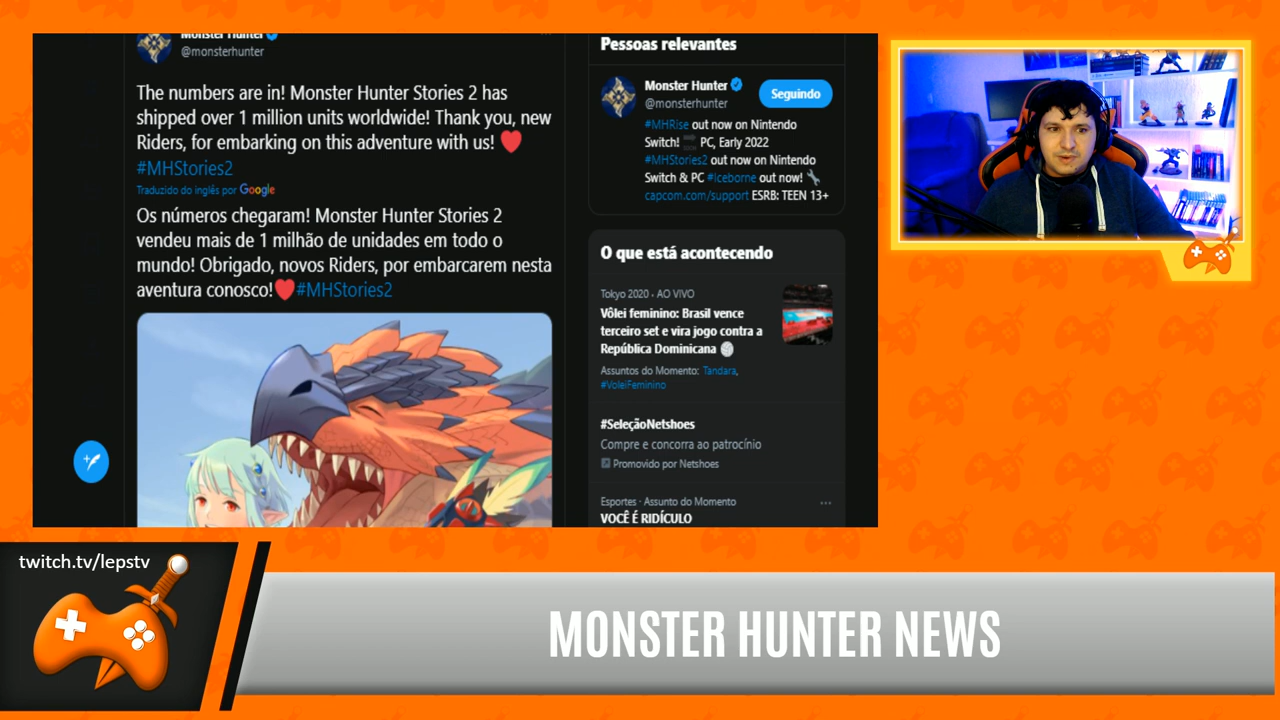 Monster Hunter
@monsterhunter
The numbers are in! Monster Hunter Stories 2 has
shipped over 1 million units worldwide! Thank you, new
Riders, for embarking on this adventure with us! ❤️
#MHStories2
Traduzido do inglês por Google
Os números chegaram! Monster Hunter Stories 2
vendeu mais de 1 milhão de unidades em todo o
mundo! Obrigado, novos Riders, por embarcarem nesta
aventura conosco!❤️#MHStories2
Pessoas relevantes
Monster Hunter
@monsterhunter
Seguindo
#MHRise out now on Nintendo
Switch! PC, Early 2022
#MHStories2 out now on Nintendo
Switch & PC #Iceborne out now! 🔧
capcom.com/support ESRB: TEEN 13+
O que está acontecendo
Tokyo 2020 · AO VIVO
Vôlei feminino: Brasil vence
terceiro set e vira jogo contra a
República Dominicana 🏐
Assuntos do Momento: Tandara,
#VoleiFeminino
#SeleçãoNetshoes
Compre e concorra ao patrocínio
Promovido por Netshoes
Esportes · Assunto do Momento
VOCÊ É RIDÍCULO
twitch.tv/lepstv
MONSTER HUNTER NEWS